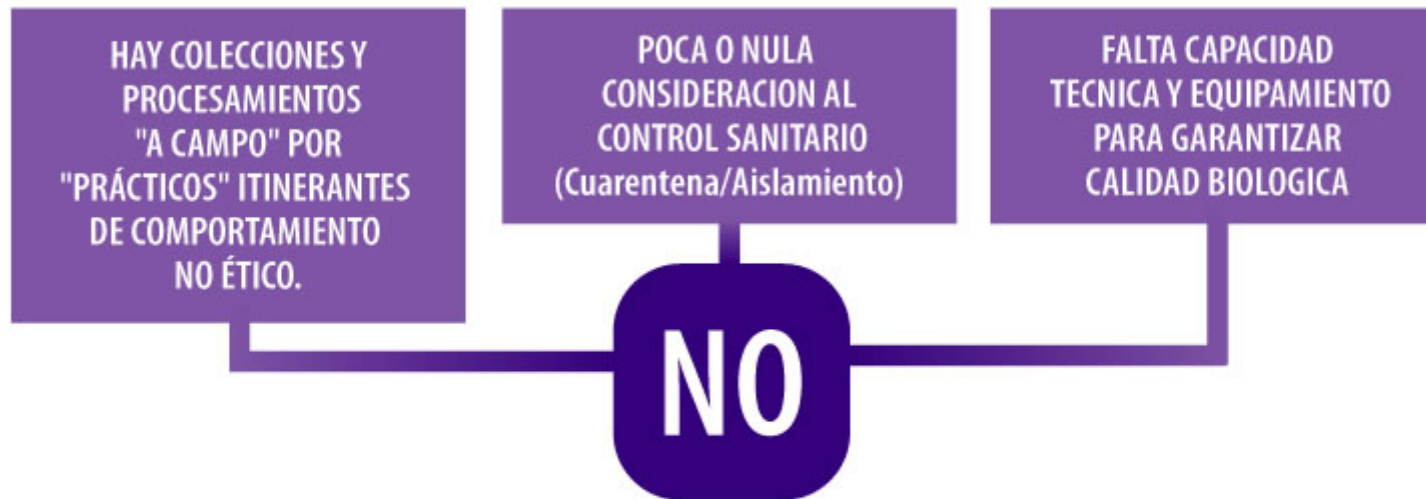 HAY COLECCIONES Y
PROCESAMIENTOS
"A CAMPO" POR
"PRÁCTICOS" ITINERANTES
DE COMPORTAMIENTO
NO ÉTICO.
POCA O NULA
CONSIDERACION AL
CONTROL SANITARIO
(Cuarentena/Aislamiento)
FALTA CAPACIDAD
TECNICA Y EQUIPAMIENTO
PARA GARANTIZAR
CALIDAD BIOLOGICA
NO